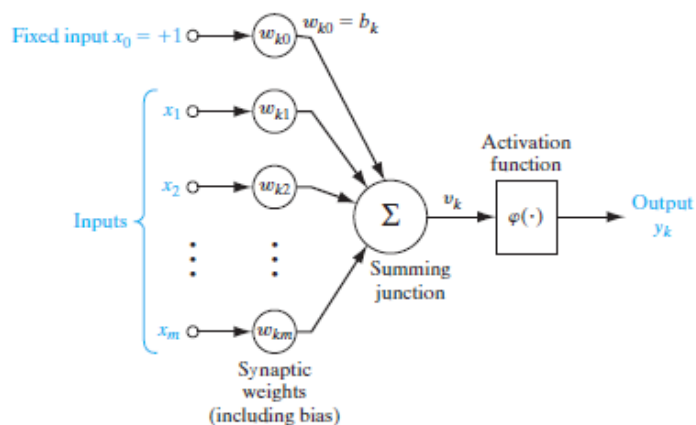 Fixed input x₀ = +1
wₖ₀
wₖ₀ = bₖ
x₁
wₖ₁
x₂
wₖ₂
Inputs
xₘ
wₖₘ
Σ
Summing
junction
vₖ
Activation
function
φ(·)
Output
yₖ
Synaptic
weights
(including bias)